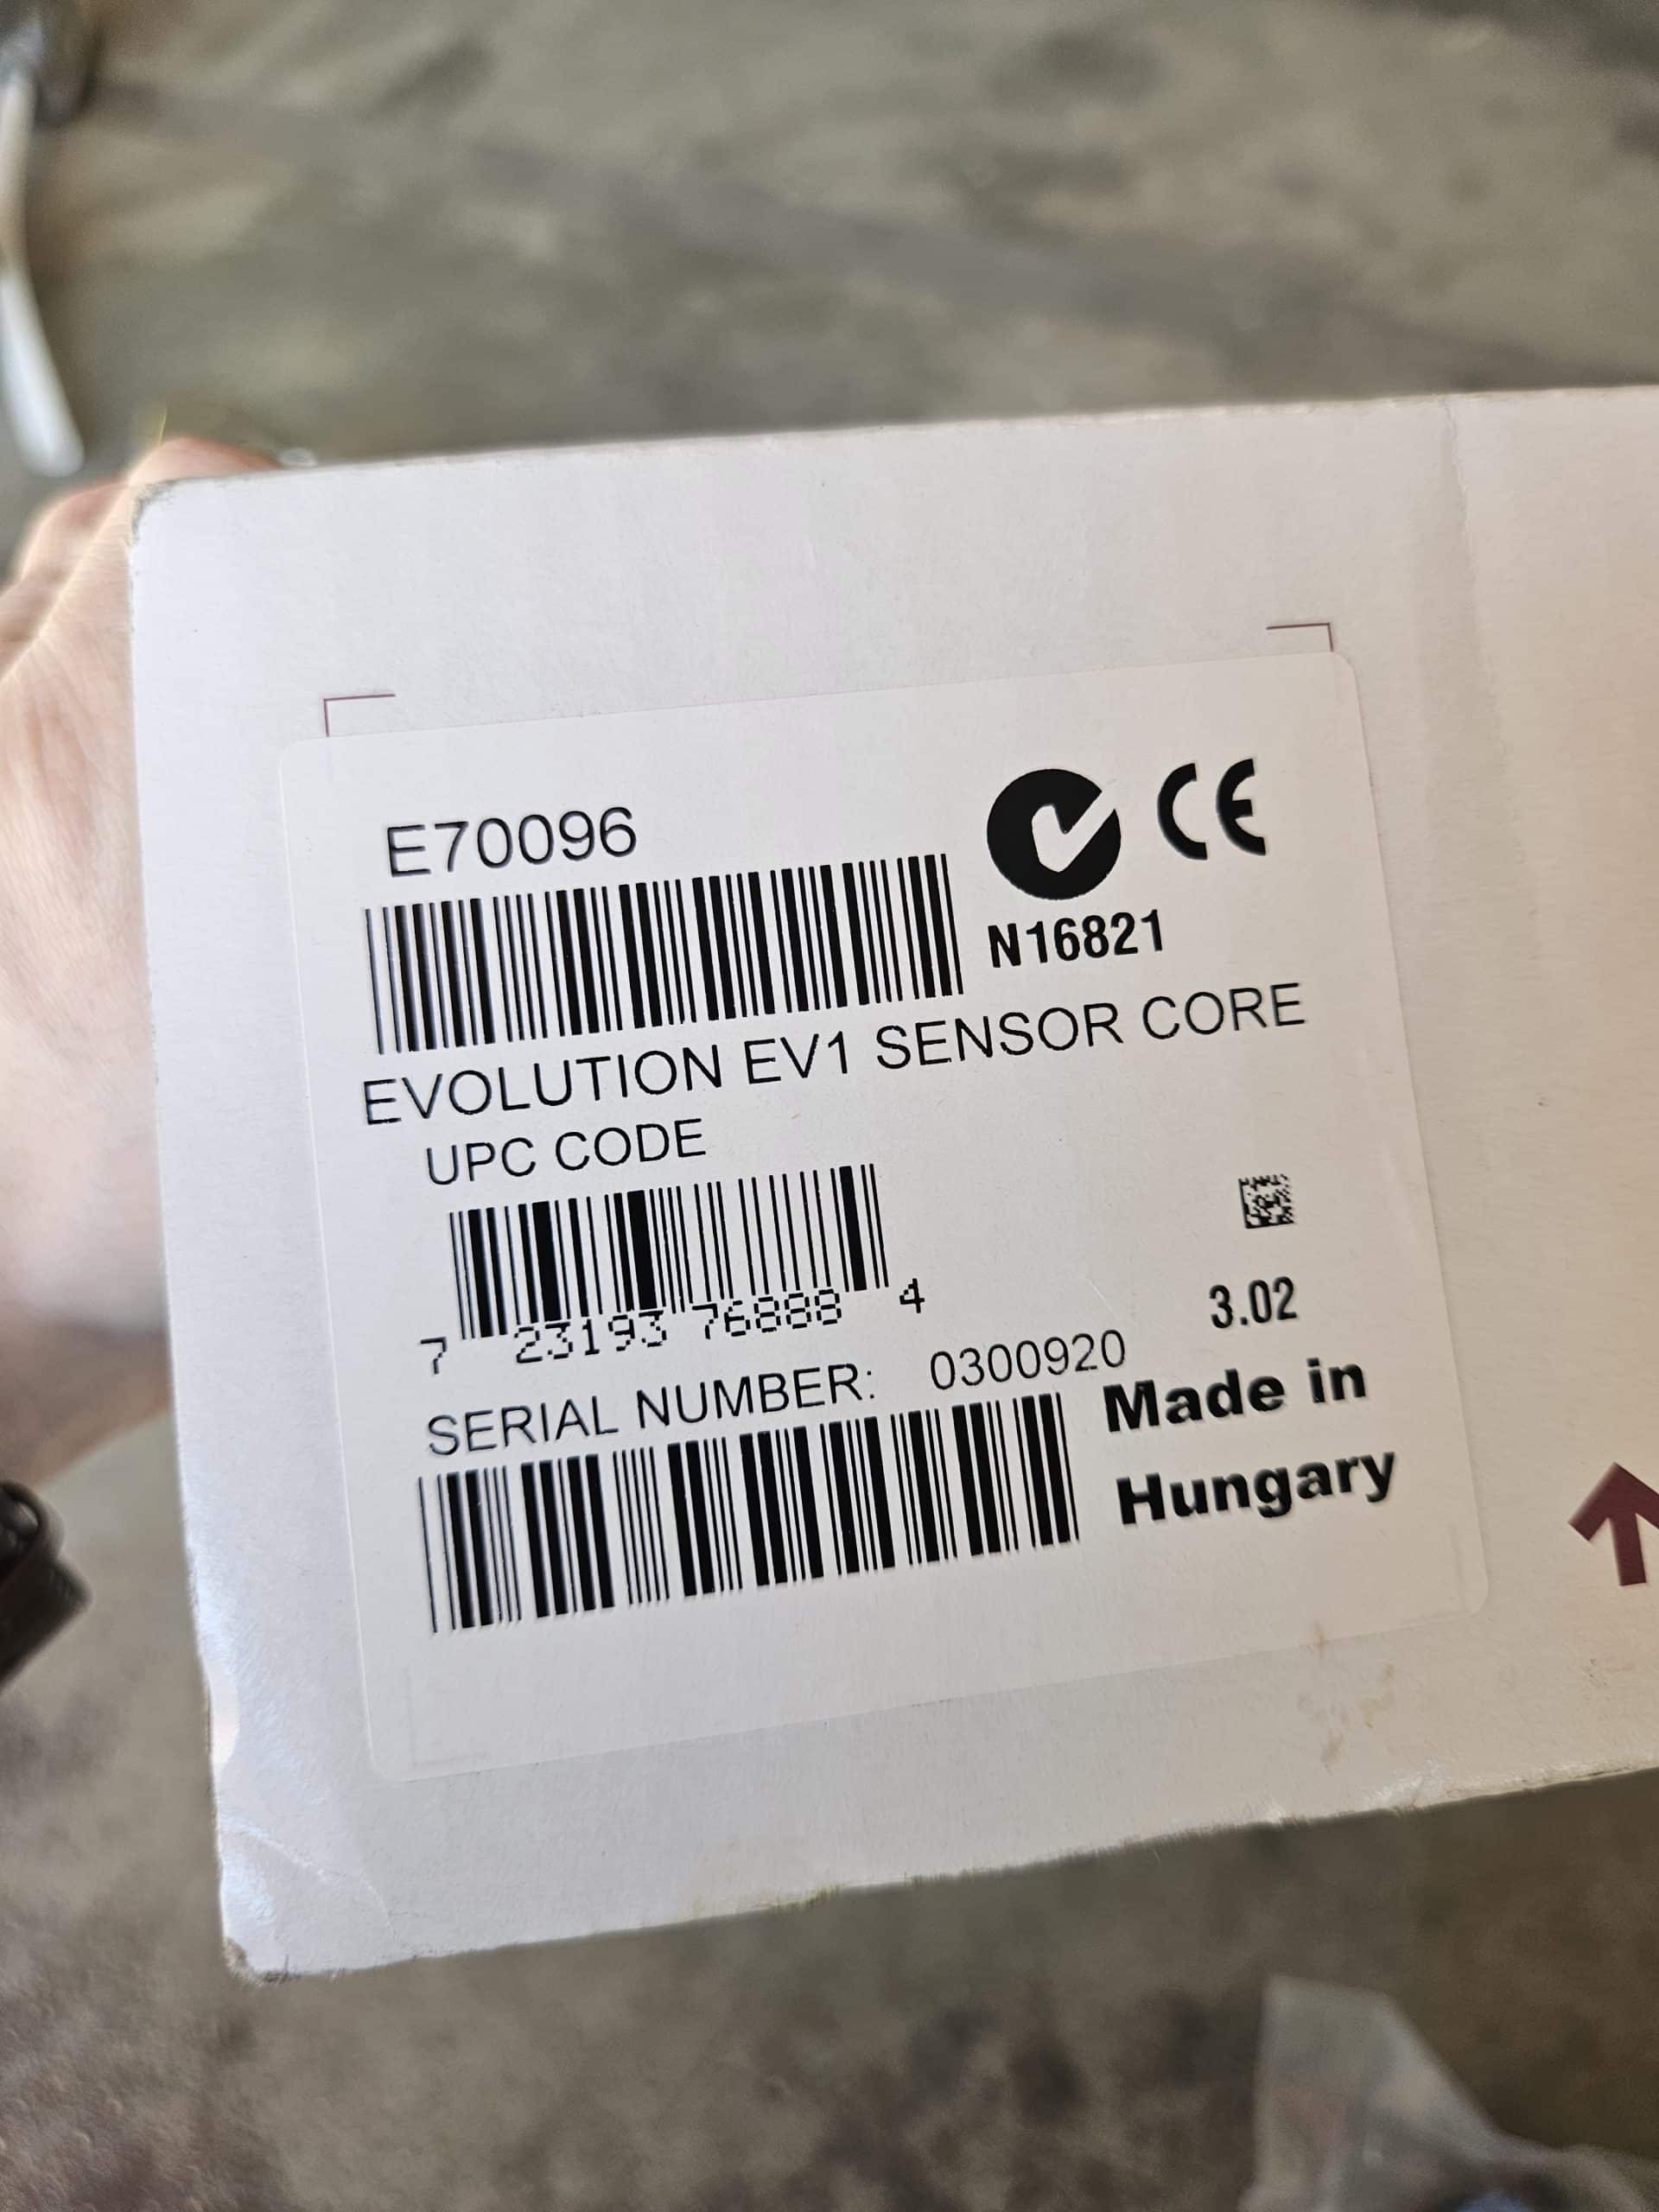 E70096
CE
N16821
EVOLUTION EV1 SENSOR CORE
UPC CODE
7 23193 76888 4
3.02
SERIAL NUMBER: 0300920
Made in
Hungary